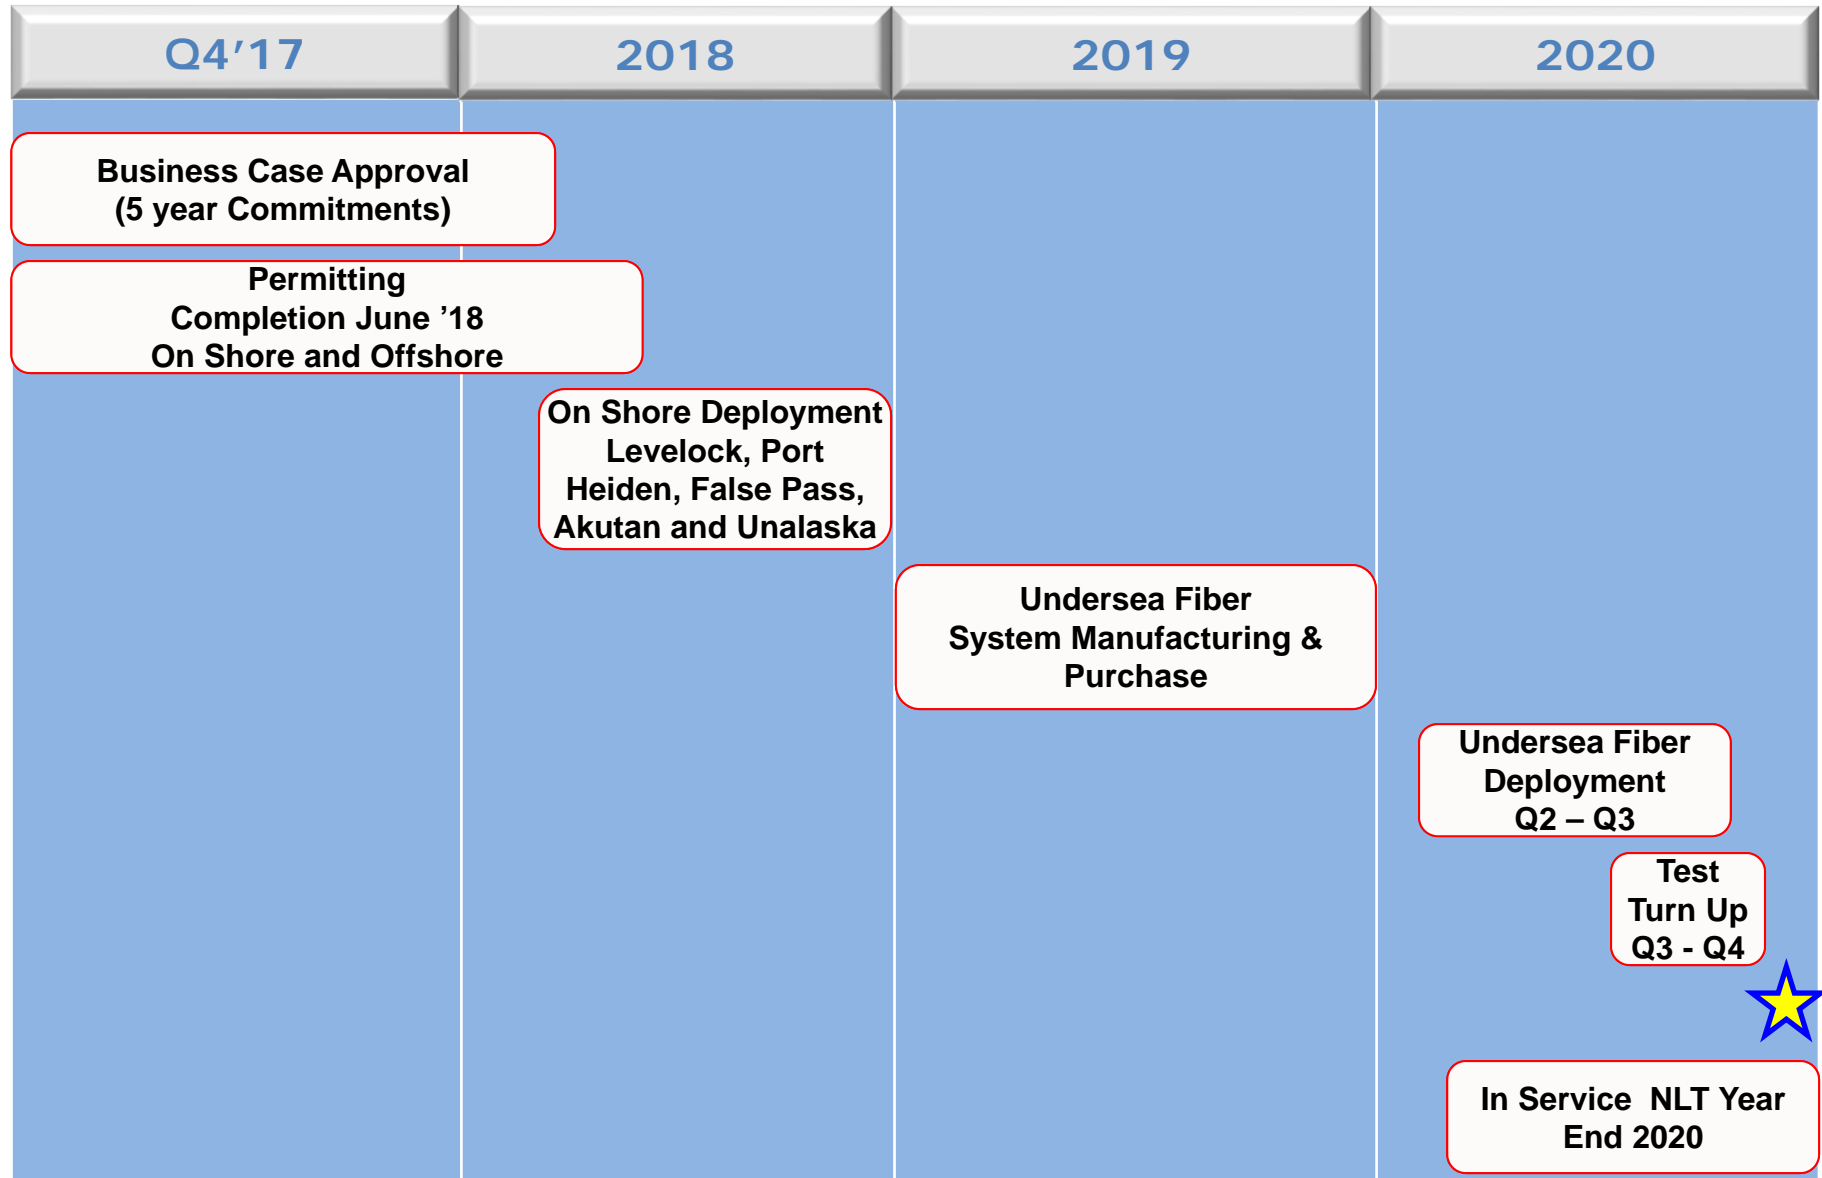 Q4’17
2018
2019
2020
Business Case Approval
(5 year Commitments)
Permitting
Completion June ’18
On Shore and Offshore
On Shore Deployment
Levelock, Port
Heiden, False Pass,
Akutan and Unalaska
Undersea Fiber
System Manufacturing &
Purchase
Undersea Fiber
Deployment
Q2 – Q3
Test
Turn Up
Q3 - Q4
In Service  NLT Year
End 2020